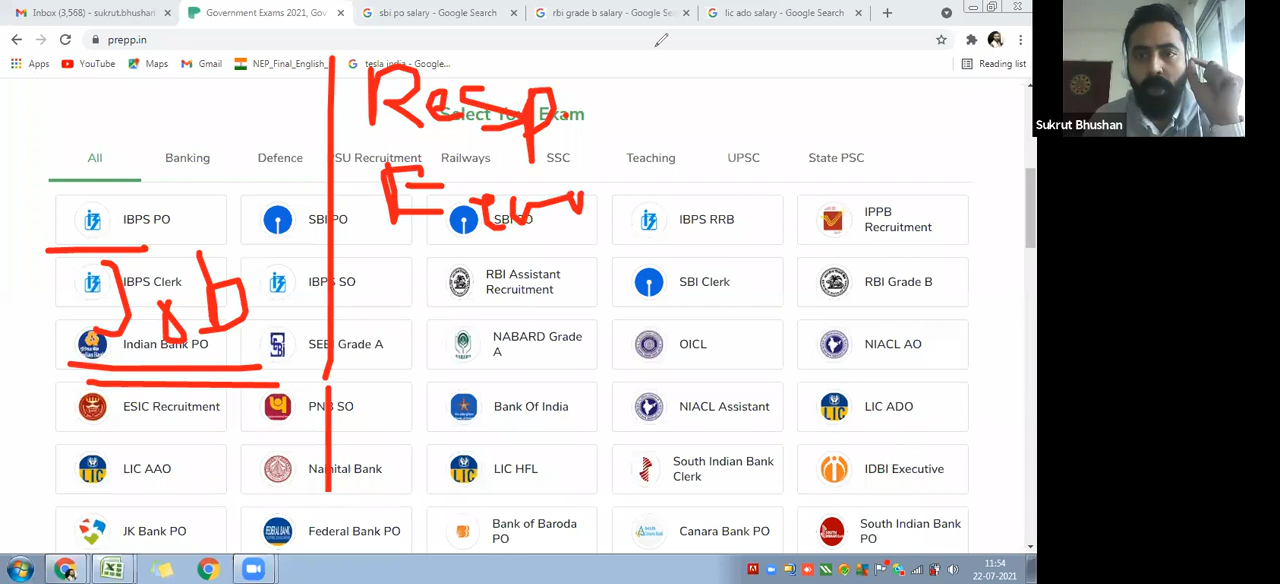 Inbox (3,568) - sukrut.bhushan
Government Exams 2021, Gov
sbi po salary - Google Search
rbi grade b salary - Google Se
lic ado salary - Google Search
prepp.in
Apps
YouTube
Maps
Gmail
NEP_Final_English_
tesla india - Google...
Reading list
Select Your Exam
All
Banking
Defence
PSU Recruitment
Railways
SSC
Teaching
UPSC
State PSC
Resp.
Exam
Job
IBPS PO
SBI PO
SBI SO
IBPS RRB
IPPB
Recruitment
IBPS Clerk
IBPS SO
RBI Assistant
Recruitment
SBI Clerk
RBI Grade B
Indian Bank PO
SEBI Grade A
NABARD Grade
A
OICL
NIACL AO
ESIC Recruitment
PNB SO
Bank Of India
NIACL Assistant
LIC ADO
LIC AAO
Nainital Bank
LIC HFL
South Indian Bank
Clerk
IDBI Executive
JK Bank PO
Federal Bank PO
Bank of Baroda
PO
Canara Bank PO
South Indian Bank
PO
Sukrut Bhushan
11:54
22-07-2021